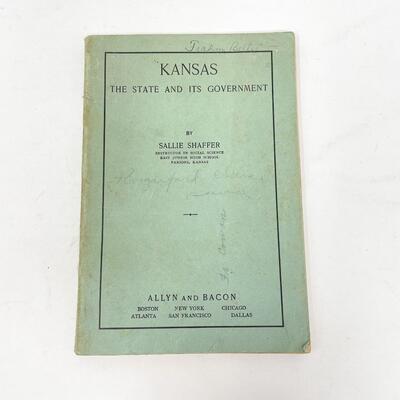 KANSAS
THE STATE AND ITS GOVERNMENT
BY
SALLIE SHAFFER
INSTRUCTOR IN SOCIAL SCIENCE
EAST JUNIOR HIGH SCHOOL
PARSONS, KANSAS
ALLYN AND BACON
BOSTON NEW YORK CHICAGO
ATLANTA SAN FRANCISCO DALLAS